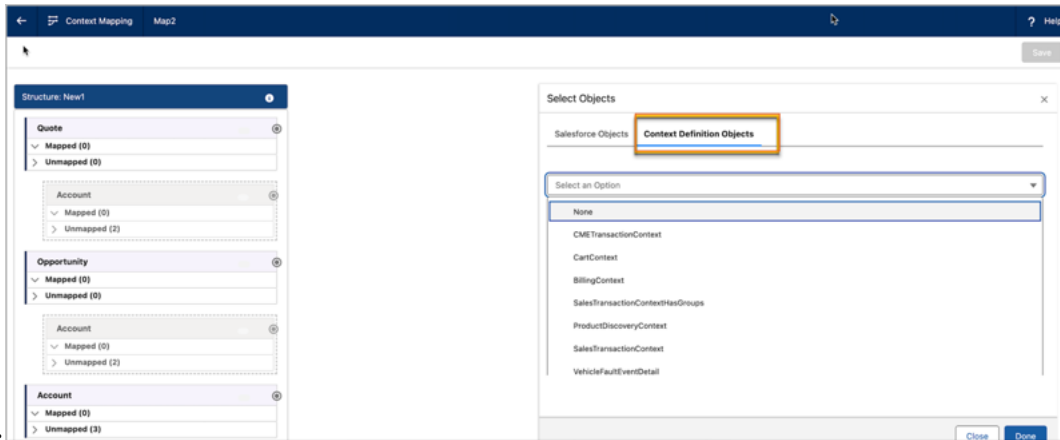 Context Mapping Map2 ? Help
Save
Structure: New1
Quote
Mapped (0)
Unmapped (0)
Account
Mapped (0)
Unmapped (2)
Opportunity
Mapped (0)
Unmapped (0)
Account
Mapped (0)
Unmapped (2)
Account
Mapped (0)
Unmapped (3)
Select Objects
Salesforce Objects Context Definition Objects
Select an Option
None
CMETransactionContext
CartContext
BillingContext
SalesTransactionContextHasGroups
ProductDiscoveryContext
SalesTransactionContext
VehicleFaultEventDetail
Close Done